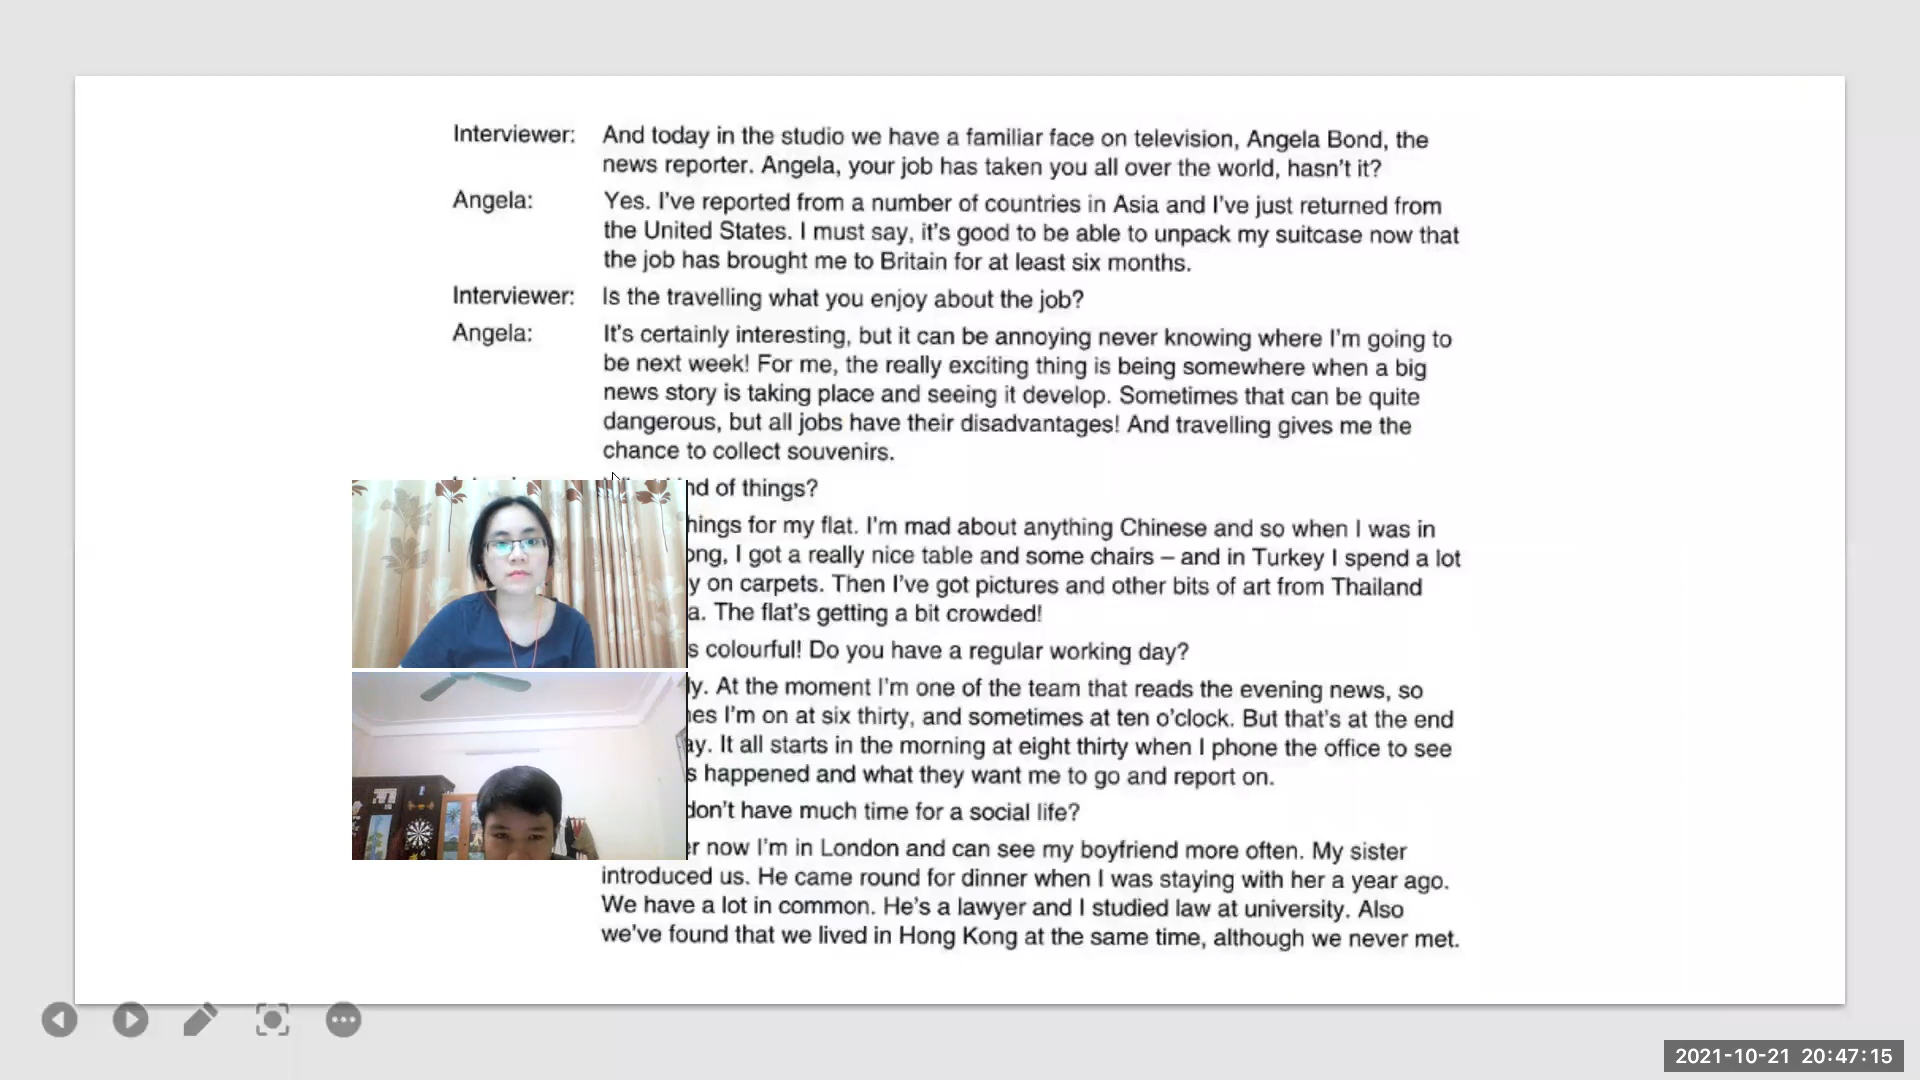 Interviewer: And today in the studio we have a familiar face on television, Angela Bond, the
news reporter. Angela, your job has taken you all over the world, hasn't it?
Angela: Yes. I've reported from a number of countries in Asia and I've just returned from
the United States. I must say, it's good to be able to unpack my suitcase now that
the job has brought me to Britain for at least six months.
Interviewer: Is the travelling what you enjoy about the job?
Angela: It's certainly interesting, but it can be annoying never knowing where I'm going to
be next week! For me, the really exciting thing is being somewhere when a big
news story is taking place and seeing it develop. Sometimes that can be quite
dangerous, but all jobs have their disadvantages! And travelling gives me the
chance to collect souvenirs.
of things?
for my flat. I'm mad about anything Chinese and so when I was in
I got a really nice table and some chairs – and in Turkey I spend a lot
on carpets. Then I've got pictures and other bits of art from Thailand
The flat's getting a bit crowded!
colourful! Do you have a regular working day?
At the moment I'm one of the team that reads the evening news, so
I'm on at six thirty, and sometimes at ten o'clock. But that's at the end
It all starts in the morning at eight thirty when I phone the office to see
happened and what they want me to go and report on.
don't have much time for a social life?
now I'm in London and can see my boyfriend more often. My sister
introduced us. He came round for dinner when I was staying with her a year ago.
We have a lot in common. He's a lawyer and I studied law at university. Also
we've found that we lived in Hong Kong at the same time, although we never met.
2021-10-21 20:47:15